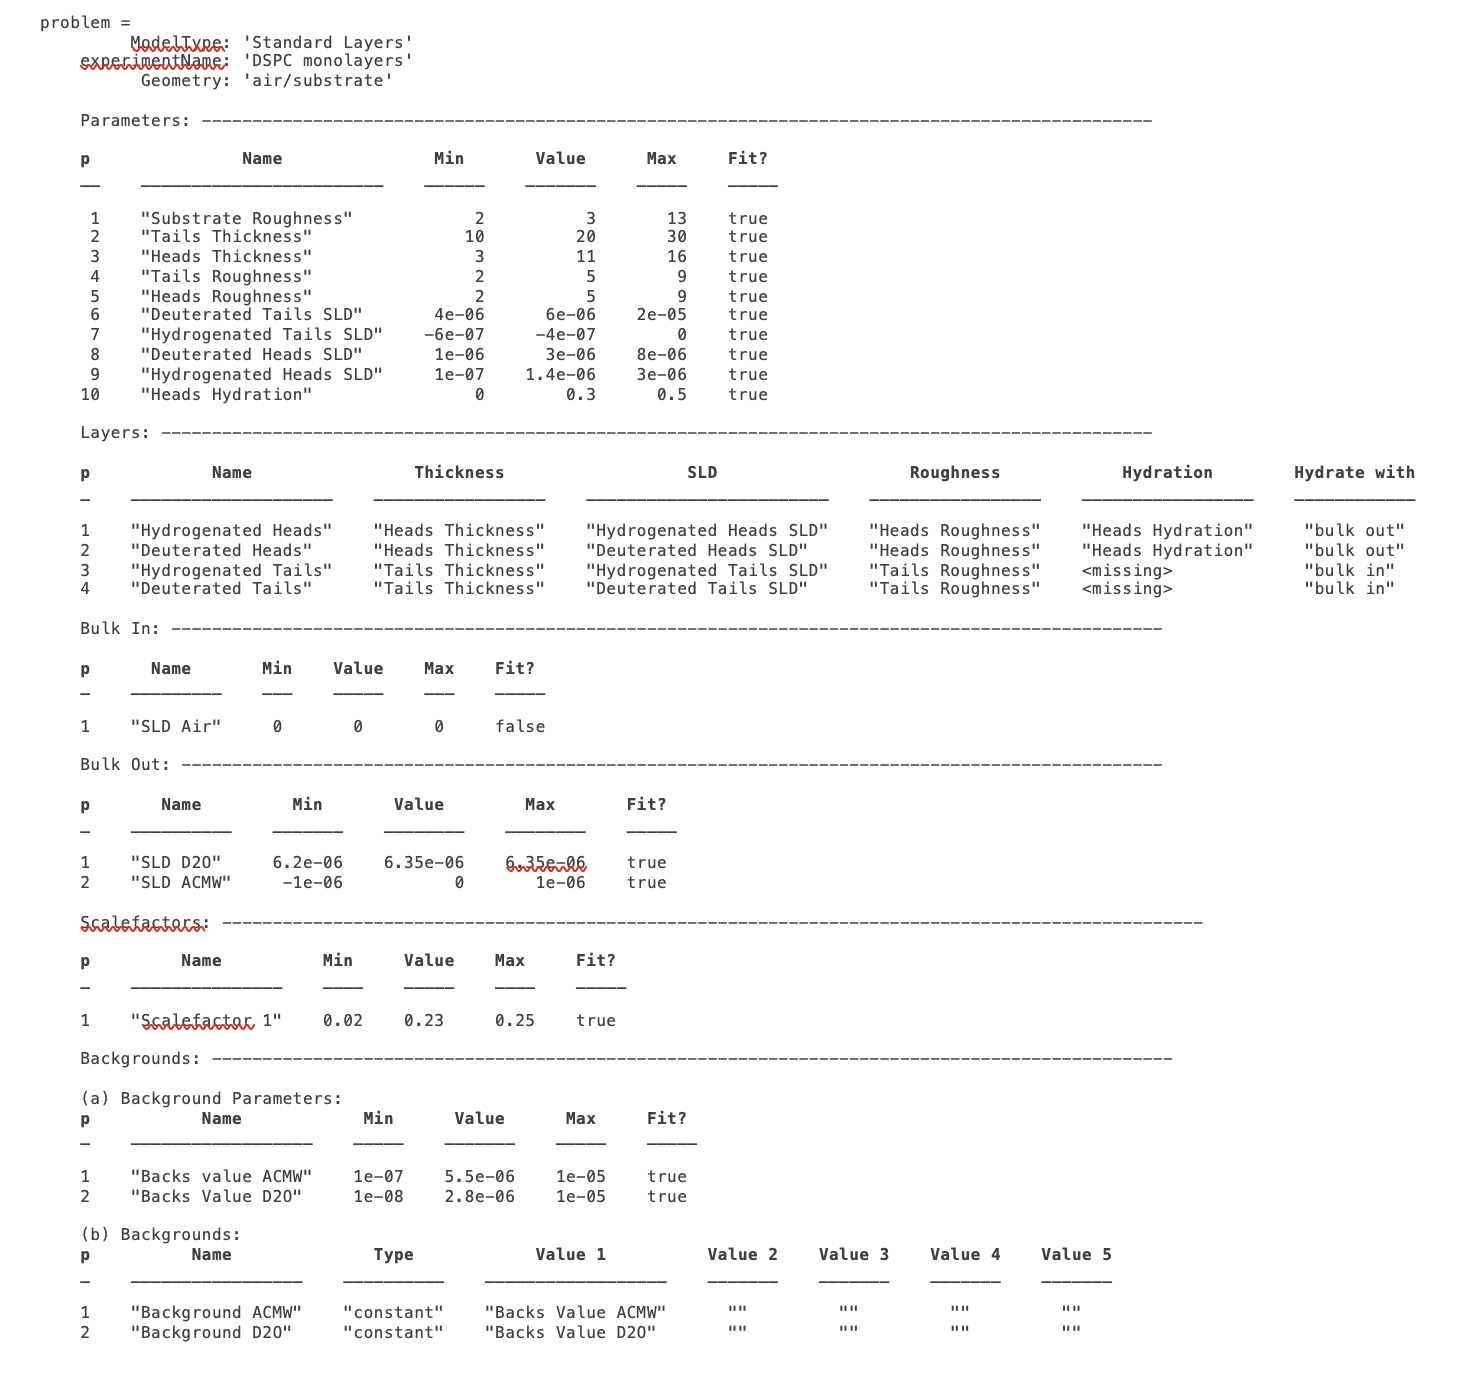 problem =
ModelType: 'Standard Layers'
experimentName: 'DSPC monolayers'
Geometry: 'air/substrate'
Parameters: ----------------------------------------------------------------------------------------------
p Name Min Value Max Fit?
1 "Substrate Roughness" 2 3 13 true
2 "Tails Thickness" 10 20 30 true
3 "Heads Thickness" 3 11 16 true
4 "Tails Roughness" 2 5 9 true
5 "Heads Roughness" 2 5 9 true
6 "Deuterated Tails SLD" 4e-06 6e-06 2e-05 true
7 "Hydrogenated Tails SLD" -6e-07 -4e-07 0 true
8 "Deuterated Heads SLD" 1e-06 3e-06 8e-06 true
9 "Hydrogenated Heads SLD" 1e-07 1.4e-06 3e-06 true
10 "Heads Hydration" 0 0.3 0.5 true
Layers: --------------------------------------------------------------------------------------------------
p Name Thickness SLD Roughness Hydration Hydrate with
1 "Hydrogenated Heads" "Heads Thickness" "Hydrogenated Heads SLD" "Heads Roughness" "Heads Hydration" "bulk out"
2 "Deuterated Heads" "Heads Thickness" "Deuterated Heads SLD" "Heads Roughness" "Heads Hydration" "bulk out"
3 "Hydrogenated Tails" "Tails Thickness" "Hydrogenated Tails SLD" "Tails Roughness" <missing> "bulk in"
4 "Deuterated Tails" "Tails Thickness" "Deuterated Tails SLD" "Tails Roughness" <missing> "bulk in"
Bulk In: --------------------------------------------------------------------------------------------------
p Name Min Value Max Fit?
1 "SLD Air" 0 0 0 false
Bulk Out: -------------------------------------------------------------------------------------------------
p Name Min Value Max Fit?
1 "SLD D2O" 6.2e-06 6.35e-06 6.35e-06 true
2 "SLD ACMW" -1e-06 0 1e-06 true
Scalefactors: -------------------------------------------------------------------------------------------------
p Name Min Value Max Fit?
1 "Scalefactor 1" 0.02 0.23 0.25 true
Backgrounds: -----------------------------------------------------------------------------------------------
(a) Background Parameters:
p Name Min Value Max Fit?
1 "Backs value ACMW" 1e-07 5.5e-06 1e-05 true
2 "Backs Value D2O" 1e-08 2.8e-06 1e-05 true
(b) Backgrounds:
p Name Type Value 1 Value 2 Value 3 Value 4 Value 5
1 "Background ACMW" "constant" "Backs Value ACMW" "" "" "" ""
2 "Background D2O" "constant" "Backs Value D2O" "" "" "" ""